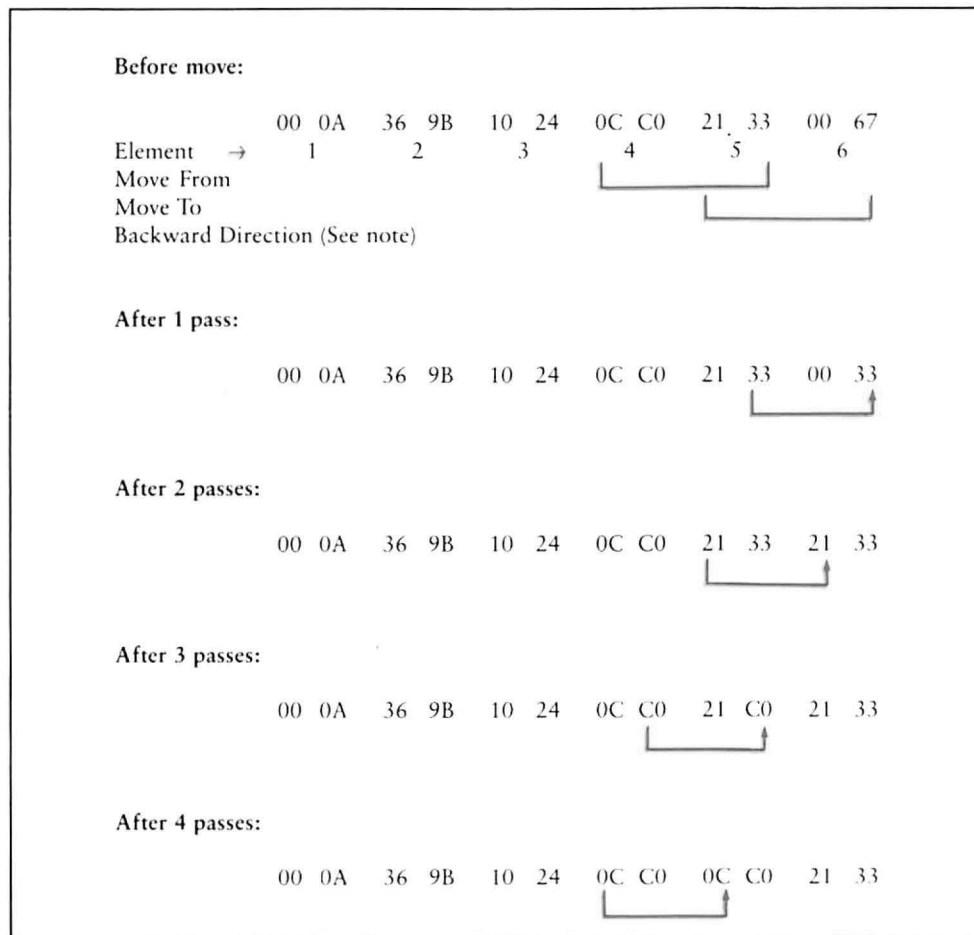 Before move:
00 0A 36 9B 10 24 0C C0 21 33 00 67
Element → 1 2 3 4 5 6
Move From
Move To
Backward Direction (See note)
After 1 pass:
00 0A 36 9B 10 24 0C C0 21 33 00 33
After 2 passes:
00 0A 36 9B 10 24 0C C0 21 33 21 33
After 3 passes:
00 0A 36 9B 10 24 0C C0 21 C0 21 33
After 4 passes:
00 0A 36 9B 10 24 0C C0 0C C0 21 33